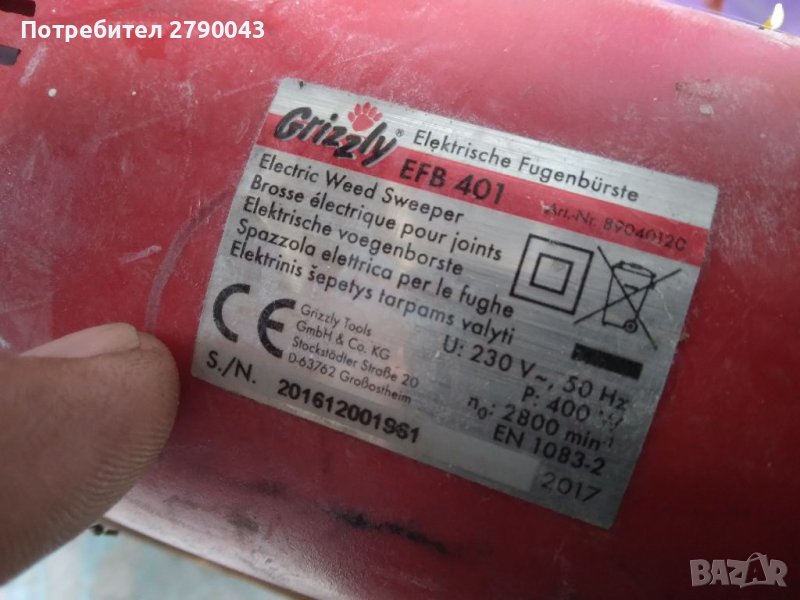 Потребител 2790043
Grizzly® Elektrische Fugenbürste
EFB 401
Art.-Nr. 8904012C
Electric Weed Sweeper
Brosse électrique pour joints
Elektrische voegenborste
Spazzola elettrica per le fughe
Elektrinis šepetys tarpams valyti
CE
Grizzly Tools
GmbH & Co. KG
Stockstädter Straße 20
D-63762 Großostheim
U: 230 V~, 50 Hz
P: 400 W
n₀: 2800 min⁻¹
EN 1083-2
2017
S./N. 201612001961
BAZAR